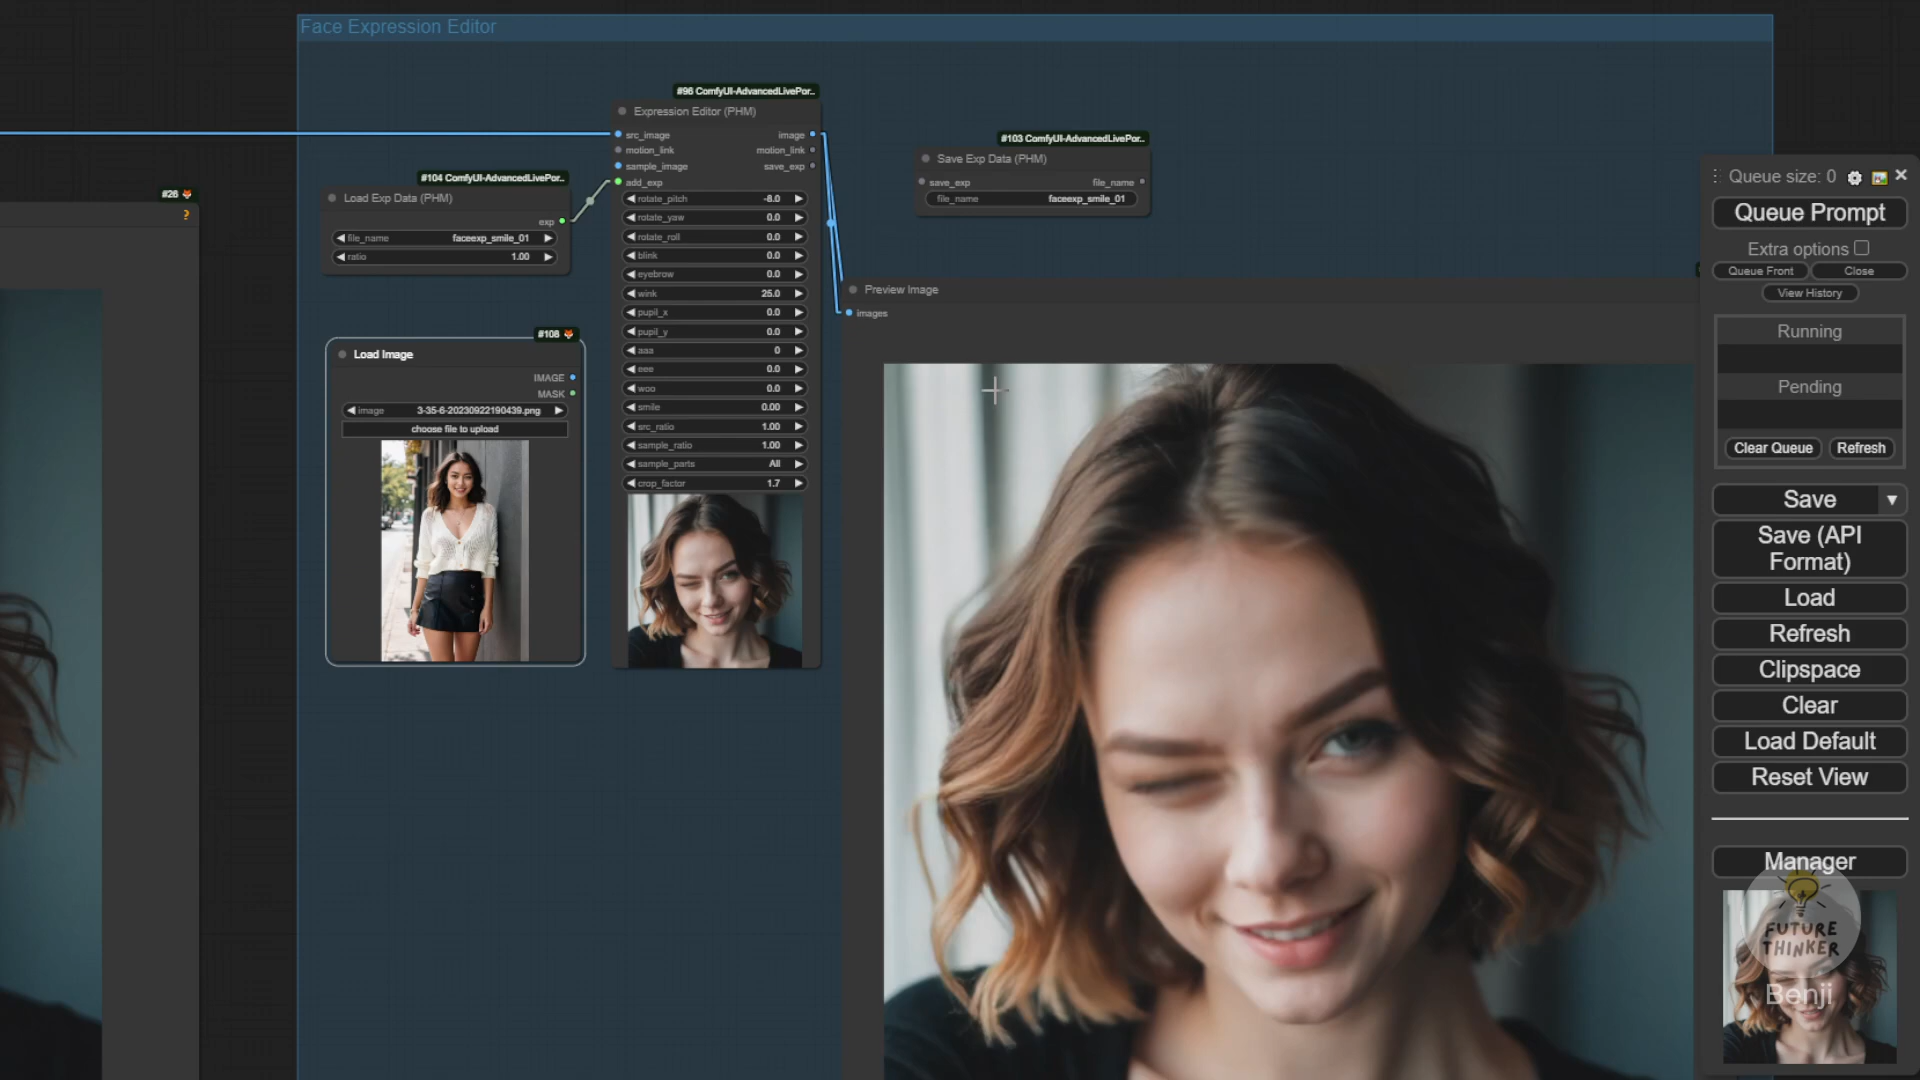 Face Expression Editor
#96 ComfyUI-AdvancedLivePor..
Expression Editor (PHM)
src_image
image
motion_link
motion_link
sample_image
save_exp
add_exp
rotate_pitch
-8.0
rotate_yaw
0.0
rotate_roll
0.0
blink
0.0
eyebrow
0.0
wink
25.0
pupil_x
0.0
pupil_y
0.0
aaa
0
eee
0.0
woo
0.0
smile
0.00
src_ratio
1.00
sample_ratio
1.00
sample_parts
All
crop_factor
1.7
#104 ComfyUI-AdvancedLivePor..
Load Exp Data (PHM)
exp
file_name
faceexp_smile_01
ratio
1.00
#26
?
#108
Load Image
IMAGE
MASK
image
3-35-6-20230922190439.png
choose file to upload
#103 ComfyUI-AdvancedLivePor..
Save Exp Data (PHM)
save_exp
file_name
file_name
faceexp_smile_01
Preview Image
images
Queue size: 0
Queue Prompt
Extra options
Queue Front
Close
View History
Running
Pending
Clear Queue
Refresh
Save
Save (API
Format)
Load
Refresh
Clipspace
Clear
Load Default
Reset View
Manager
FUTURE
THINKER
Benji